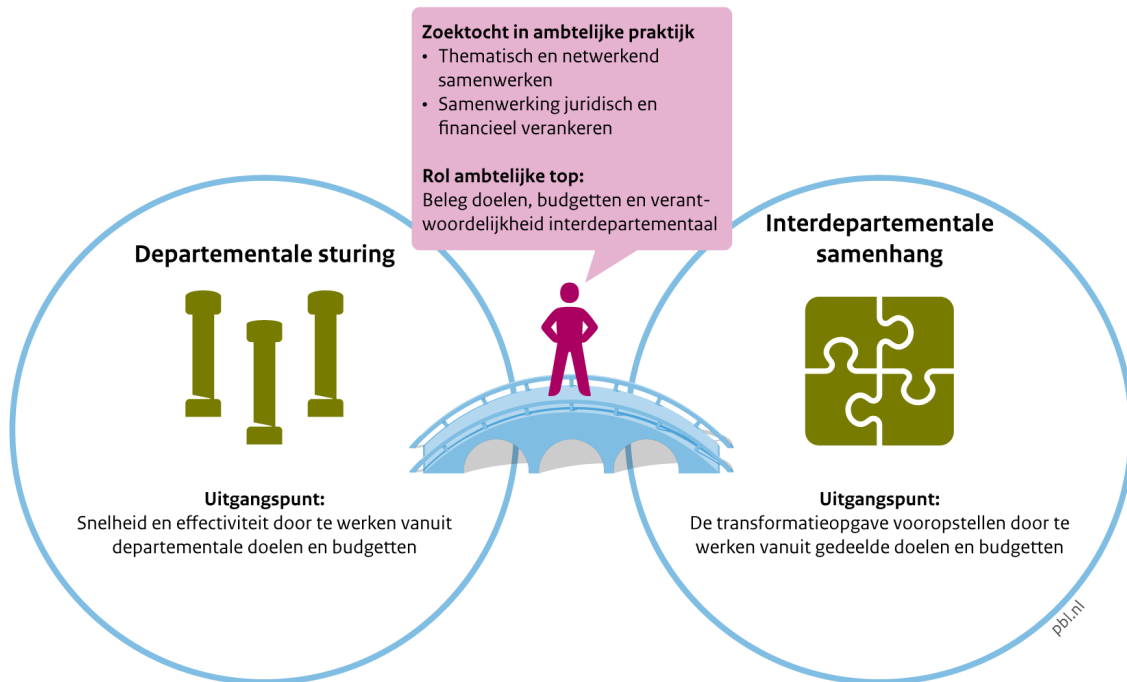 Zoektocht in ambtelijke praktijk
• Thematisch en netwerkend
samenwerken
• Samenwerking juridisch en
financieel verankeren
Rol ambtelijke top:
Beleg doelen, budgetten en verant-
woordelijkheid interdepartementaal
Departementale sturing
Uitgangspunt:
Snelheid en effectiviteit door te werken vanuit
departementale doelen en budgetten
Interdepartementale
samenhang
Uitgangspunt:
De transformatieopgave vooropstellen door te
werken vanuit gedeelde doelen en budgetten
pbl.nl